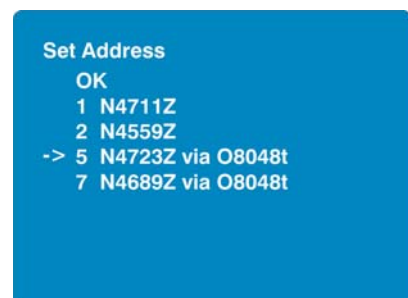 Set Address
OK
1 N4711Z
2 N4559Z
-> 5 N4723Z via O8048t
7 N4689Z via O8048t